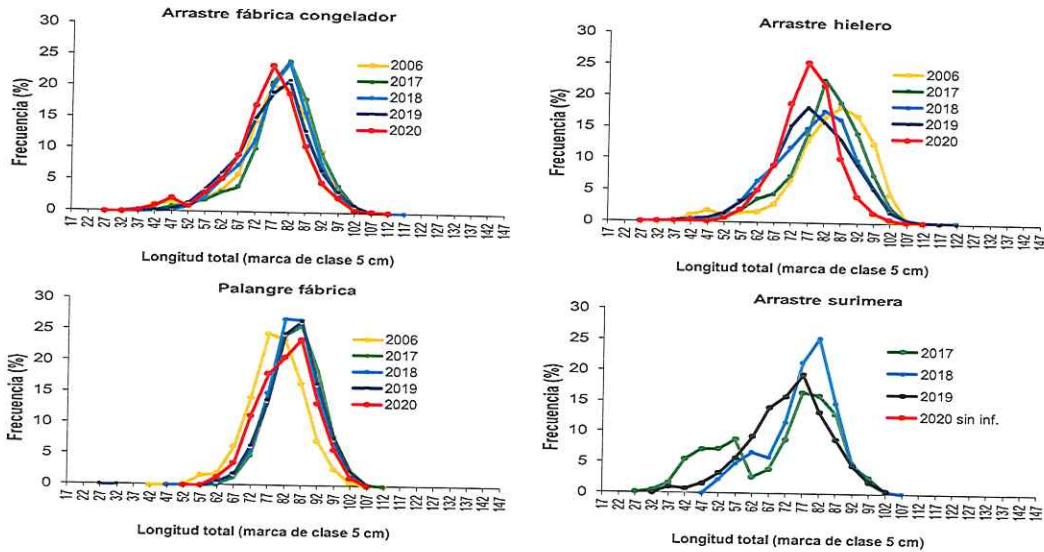 Arrastre fábrica congelador
Frecuencia (%)
30
25
20
15
10
5
0
2006
2017
2018
2019
2020
17 22 27 32 37 42 47 52 57 62 67 72 77 82 87 92 97 102 107 112 117 122 127 132 137 142 147
Longitud total (marca de clase 5 cm)
Arrastre hielero
Frecuencia (%)
30
25
20
15
10
5
0
2006
2017
2018
2019
2020
17 22 27 32 37 42 47 52 57 62 67 72 77 82 87 92 97 102 107 112 117 122 127 132 137 142 147
Longitud total (marca de clase 5 cm)
Palangre fábrica
Frecuencia (%)
30
25
20
15
10
5
0
2006
2017
2018
2019
2020
17 22 27 32 37 42 47 52 57 62 67 72 77 82 87 92 97 102 107 112 117 122 127 132 137 142 147
Longitud total (marca de clase 5 cm)
Arrastre surimera
Frecuencia (%)
30
25
20
15
10
5
0
2017
2018
2019
2020 sin inf.
17 22 27 32 37 42 47 52 57 62 67 72 77 82 87 92 97 102 107 112 117 122 127 132 137 142 147
Longitud total (marca de clase 5 cm)